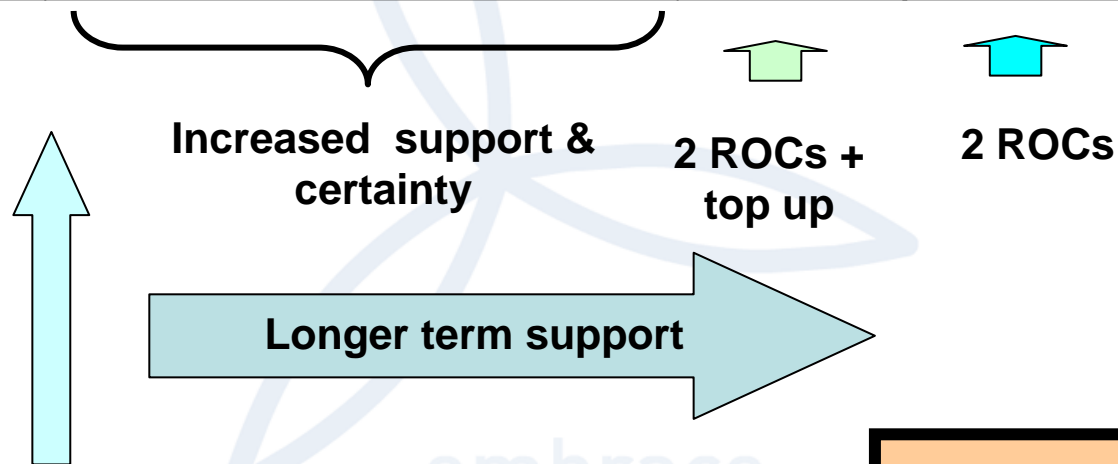 Increased support &
certainty
2 ROCs +
top up
2 ROCs
Longer term support